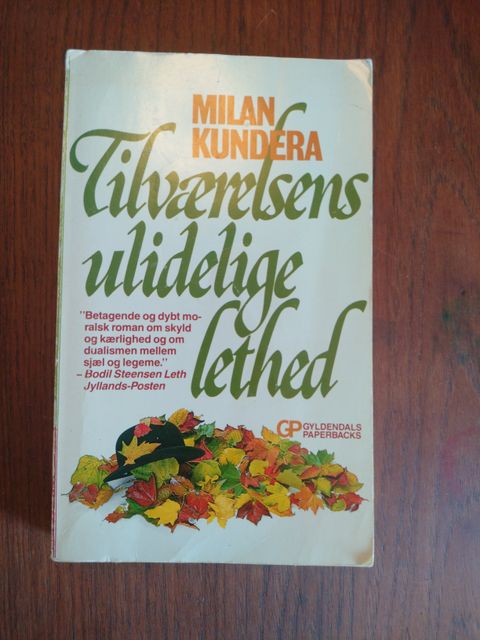 MILAN
KUNDERA
Tilværelsens
ulidelige
lethed
"Betagende og dybt mo-
ralsk roman om skyld
og kærlighed og om
dualismen mellem
sjæl og legeme."
– Bodil Steensen Leth
Jyllands-Posten
GP GYLDENDALS
PAPERBACKS